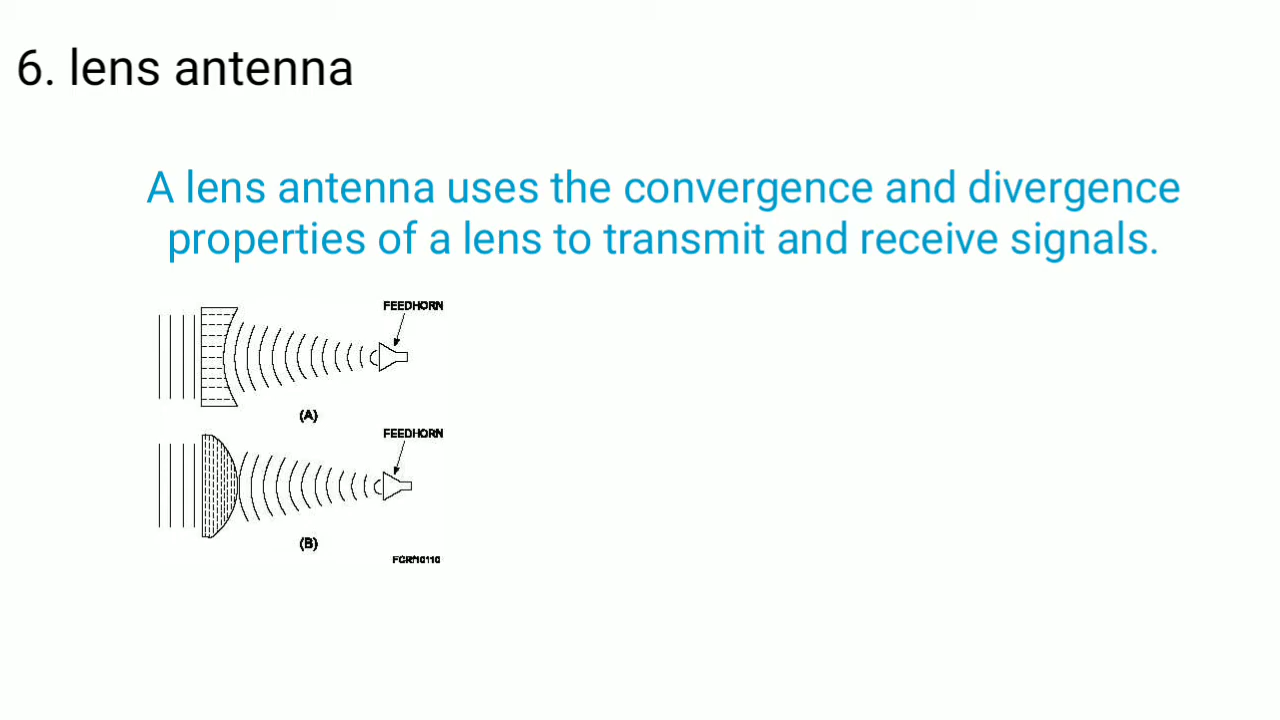 6. lens antenna
A lens antenna uses the convergence and divergence
properties of a lens to transmit and receive signals.
FEEDHORN
(A)
FEEDHORN
(B)